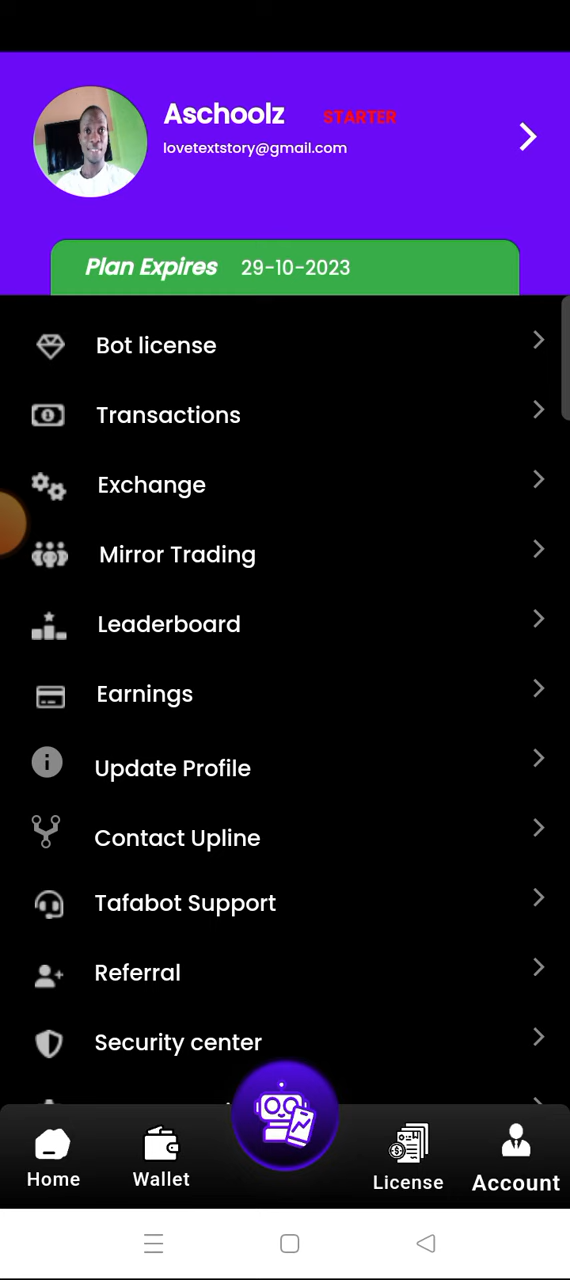 Aschoolz STARTER
lovetextstory@gmail.com
Plan Expires 29-10-2023
Bot license
Transactions
Exchange
Mirror Trading
Leaderboard
Earnings
Update Profile
Contact Upline
Tafabot Support
Referral
Security center
Home Wallet License Account